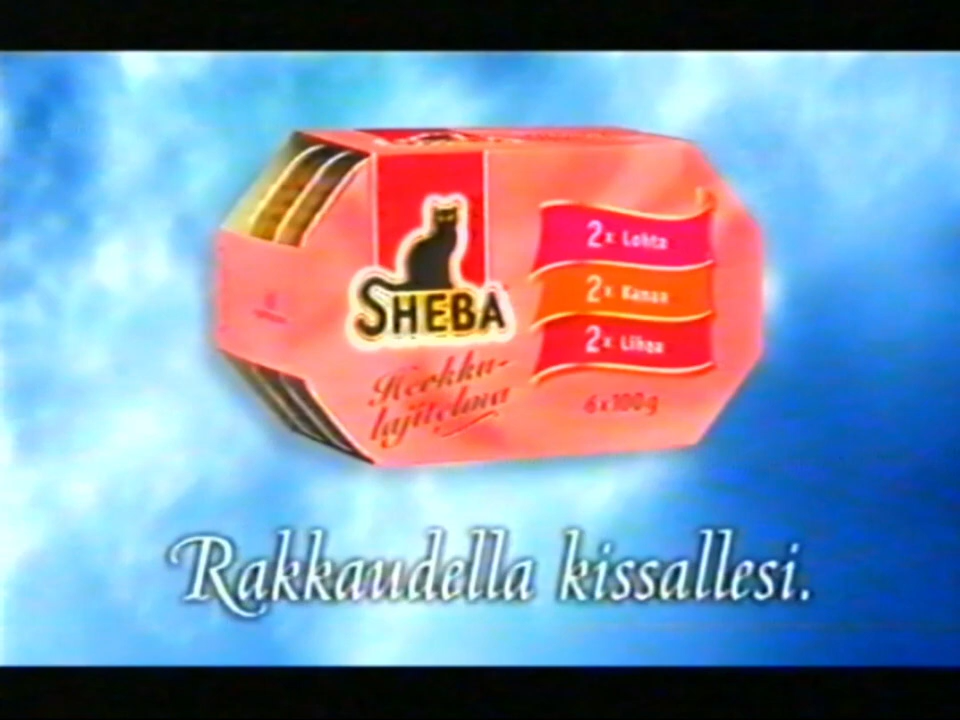 SHEBA
Herkku-
lajitelma
2x Lohta
2x Kanaa
2x Lihaa
6x100g
Rakkaudella kissallesi.